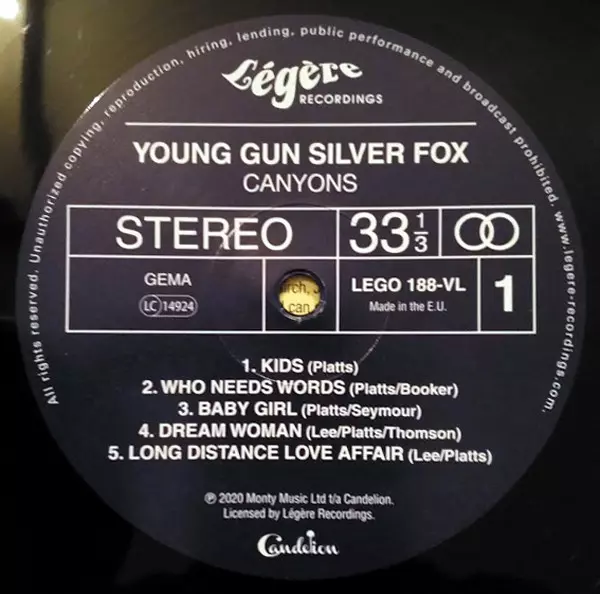 All rights reserved. Unauthorized copying, reproduction, hiring, lending, public performance and broadcast prohibited. www.legere-recordings.com.
Légère
RECORDINGS
YOUNG GUN SILVER FOX
CANYONS
STEREO 33 1/3
GEMA
LC 14924
LEGO 188-VL
Made in the E.U.
1
1. KIDS (Platts)
2. WHO NEEDS WORDS (Platts/Booker)
3. BABY GIRL (Platts/Seymour)
4. DREAM WOMAN (Lee/Platts/Thomson)
5. LONG DISTANCE LOVE AFFAIR (Lee/Platts)
℗ 2020 Monty Music Ltd t/a Candelion.
Licensed by Légère Recordings.
Candelion